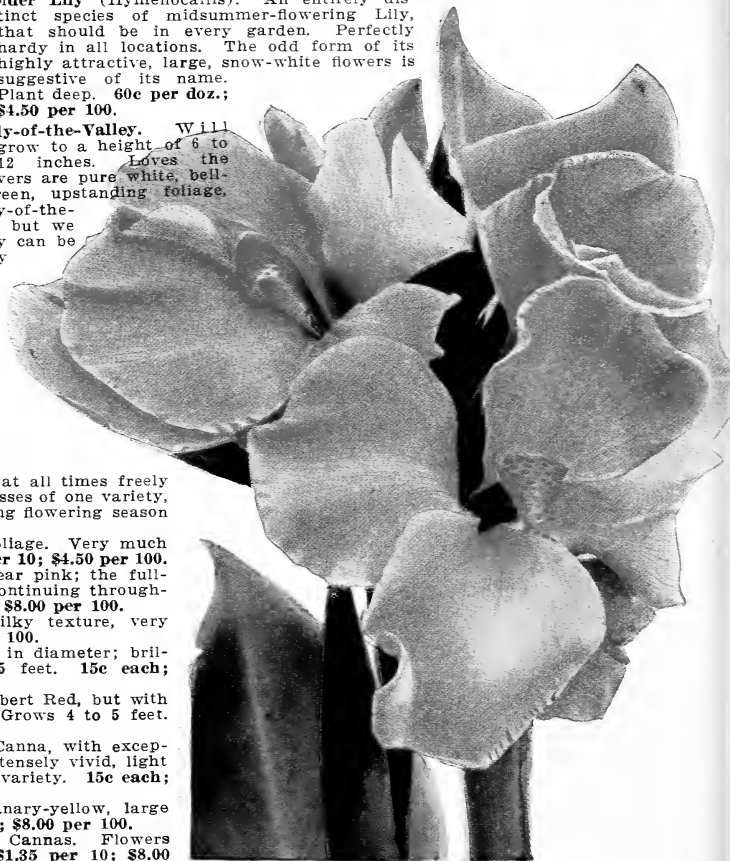 Lily (Hymenocallis). An entirely dis-
tinct species of midsummer-flowering Lily,
that should be in every garden. Perfectly
hardy in all locations. The odd form of its
highly attractive, large, snow-white flowers is
suggestive of its name.
Plant deep. 60c per doz.;
$4.50 per 100.
ly-of-the-Valley. Will
grow to a height of 6 to
12 inches. Loves the
vers are pure white, bell-
reen, upstanding foliage,
y-of-the-
but we
y can be
y
at all times freely
sses of one variety,
ng flowering season
liage. Very much
er 10; $4.50 per 100.
ear pink; the full-
ontinuing through-
$8.00 per 100.
ilky texture, very
100.
in diameter; bril-
5 feet. 15c each;
bert Red, but with
Grows 4 to 5 feet.
Canna, with excep-
tensely vivid, light
variety. 15c each;
nary-yellow, large
; $8.00 per 100.
Cannas. Flowers
$1.35 per 10; $8.00